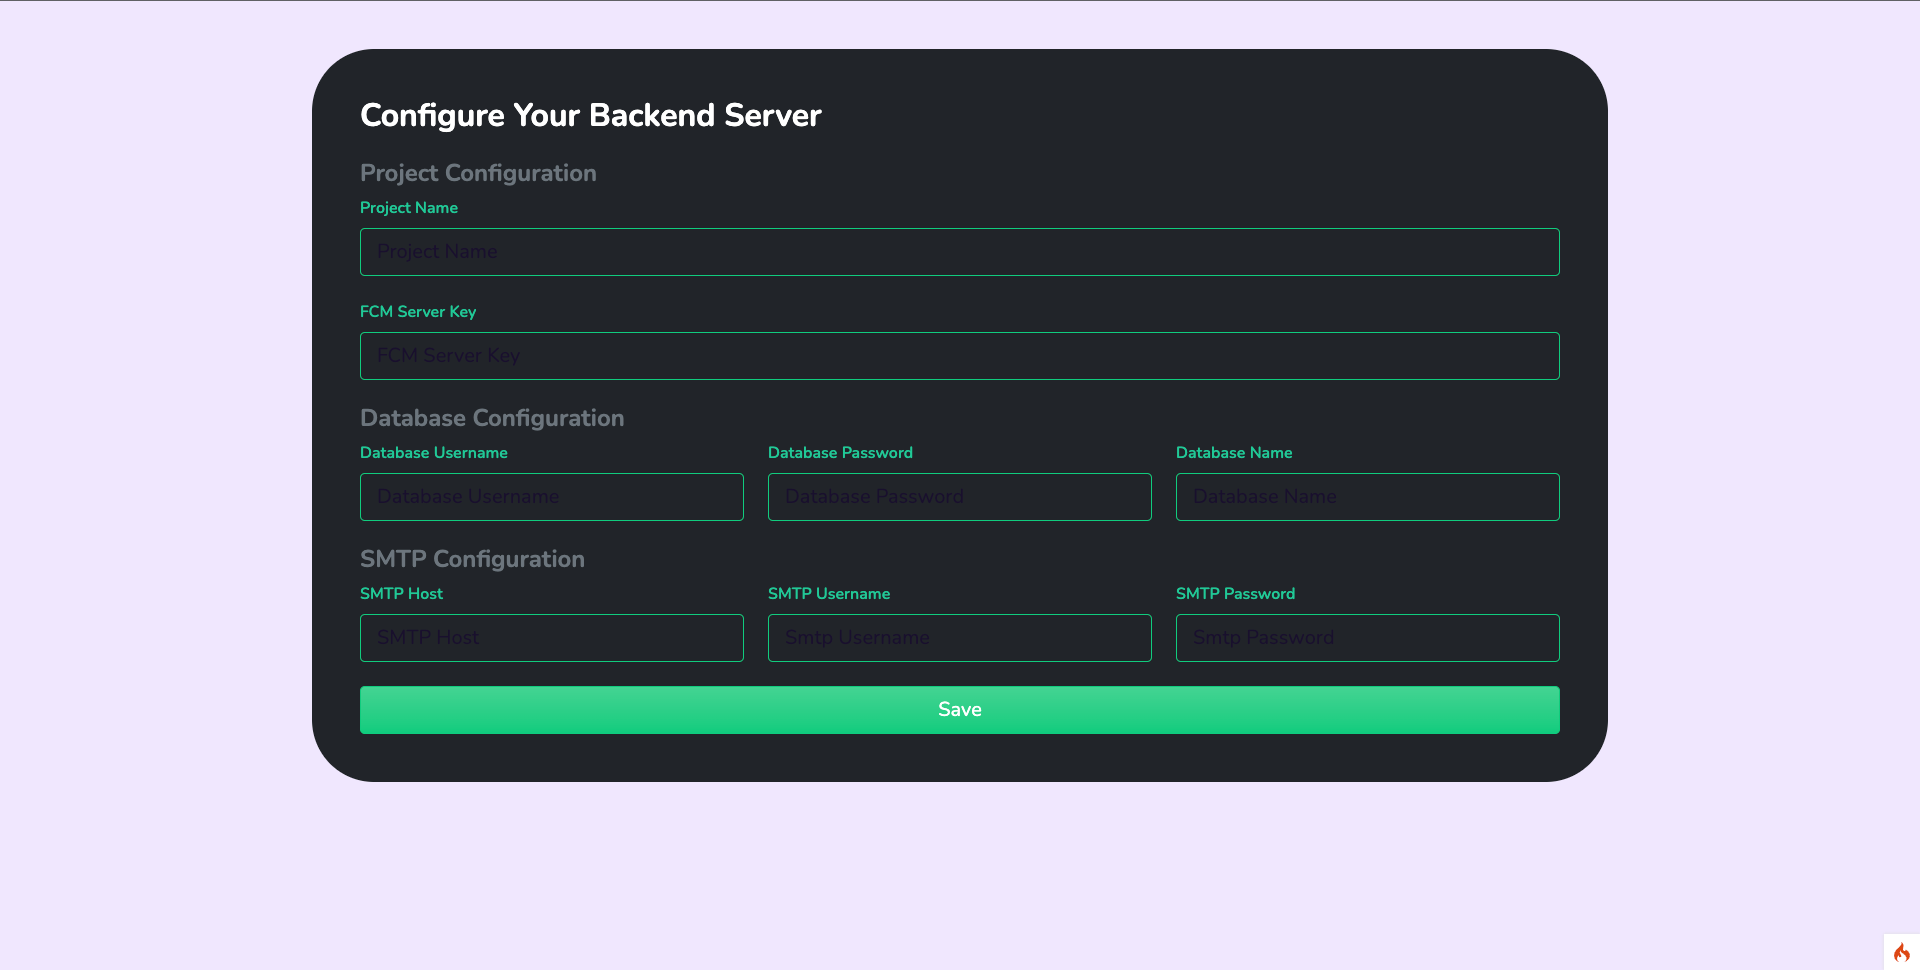 Configure Your Backend Server
Project Configuration
Project Name
Project Name
FCM Server Key
FCM Server Key
Database Configuration
Database Username Database Password Database Name
Database Username Database Password Database Name
SMTP Configuration
SMTP Host SMTP Username SMTP Password
SMTP Host Smtp Username Smtp Password
Save